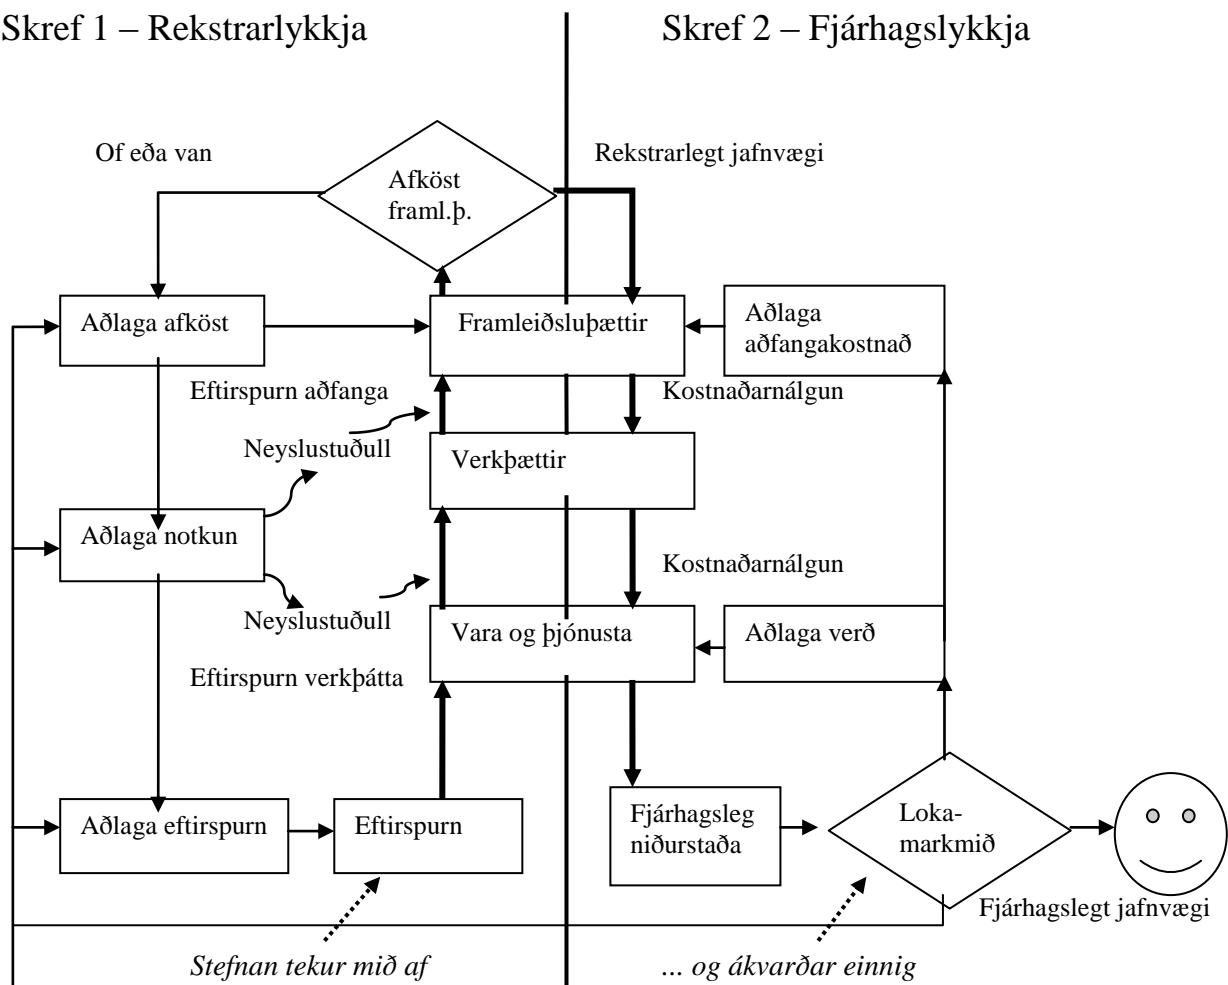 Skref 1 – Rekstrarlykkja
Skref 2 – Fjárhagslykkja
Of eða van
Afköst
framl.þ.
Rekstrarlegt jafnvægi
Aðlaga afköst
Framleiðsluþættir
Aðlaga
aðfangakostnað
Eftirspurn aðfanga
Kostnaðarnálgun
Neyslustuðull
Verkþættir
Aðlaga notkun
Kostnaðarnálgun
Neyslustuðull
Vara og þjónusta
Aðlaga verð
Eftirspurn verkþátta
Aðlaga eftirspurn
Eftirspurn
Fjárhagsleg
niðurstaða
Loka-
markmið
Fjárhagslegt jafnvægi
Stefnan tekur mið af
... og ákvarðar einnig